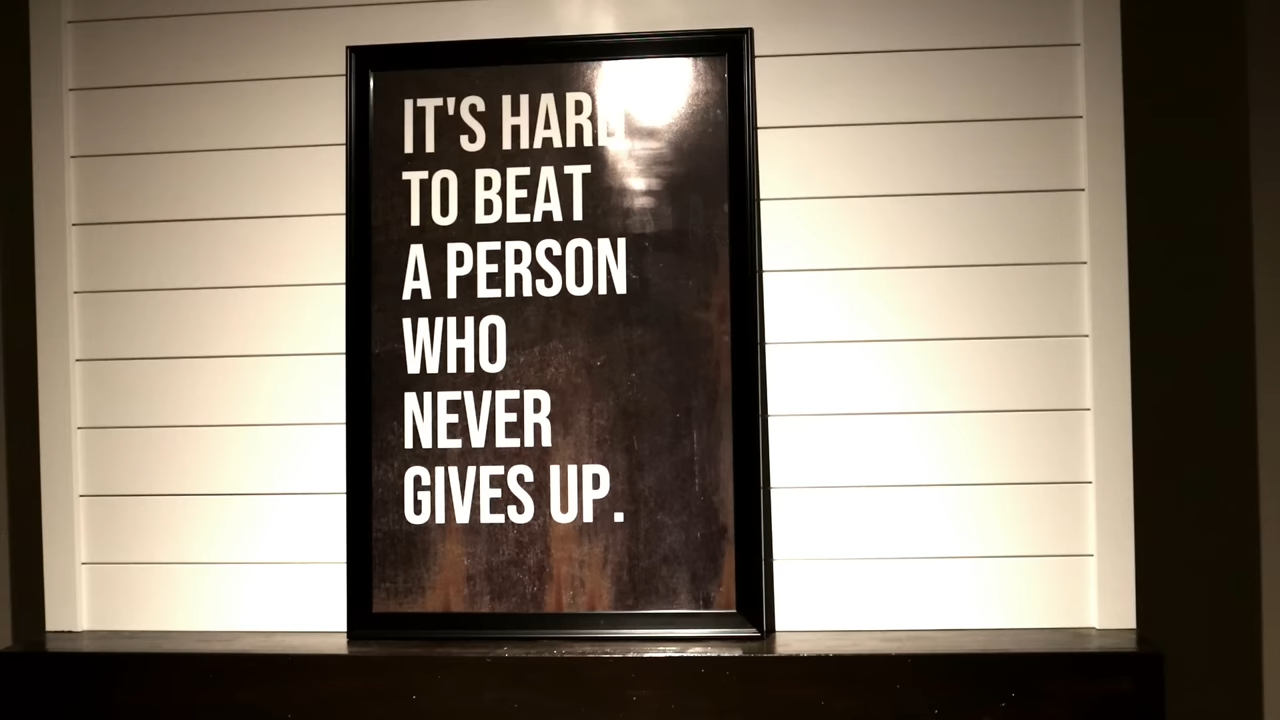 IT'S HARD
TO BEAT
A PERSON
WHO
NEVER
GIVES UP.